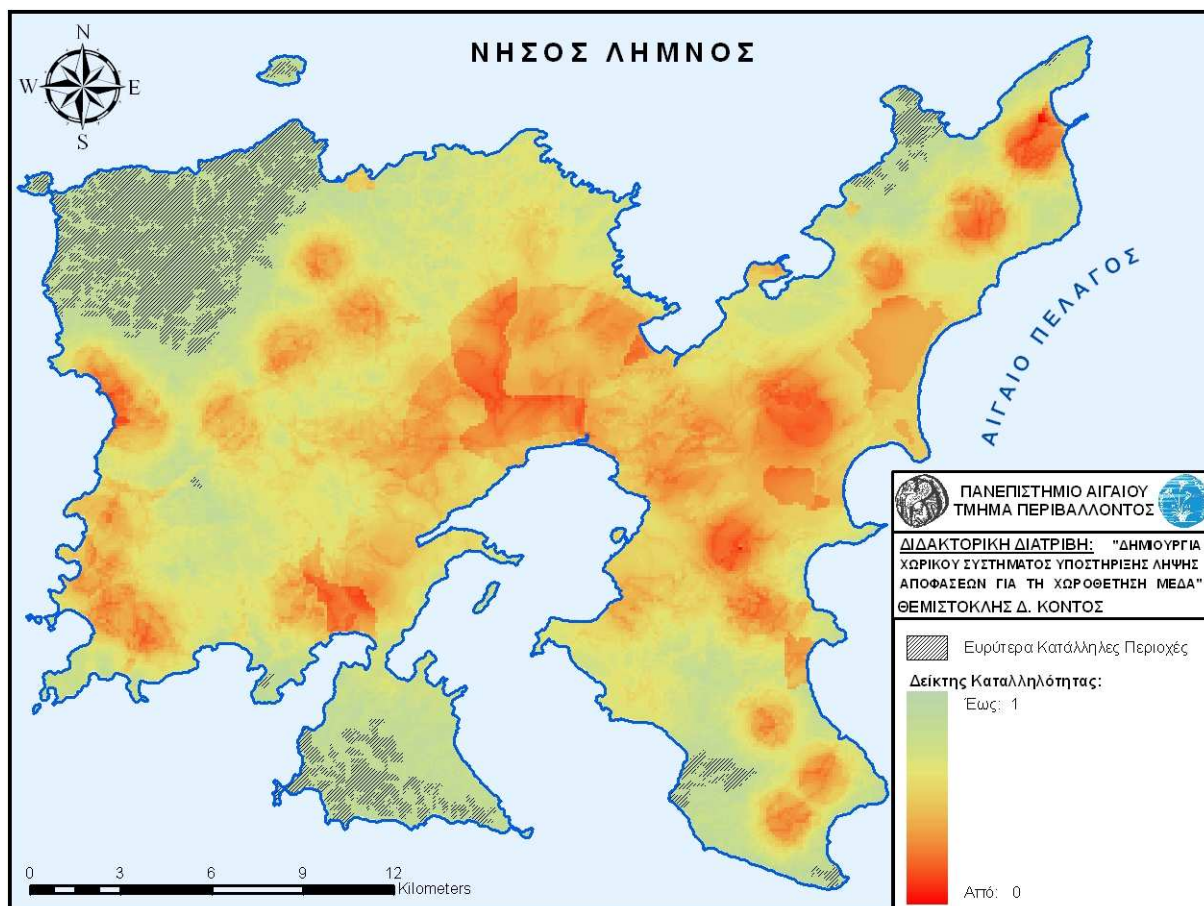 ΝΗΣΟΣ ΛΗΜΝΟΣ
N
W E
S
ΑΙΓΑΙΟ ΠΕΛΑΓΟΣ
ΠΑΝΕΠΙΣΤΗΜΙΟ ΑΙΓΑΙΟΥ
ΤΜΗΜΑ ΠΕΡΙΒΑΛΛΟΝΤΟΣ
ΔΙΔΑΚΤΟΡΙΚΗ ΔΙΑΤΡΙΒΗ: "ΔΗΜΙΟΥΡΓΙΑ
ΧΩΡΙΚΟΥ ΣΥΣΤΗΜΑΤΟΣ ΥΠΟΣΤΗΡΙΞΗΣ ΛΗΨΗΣ
ΑΠΟΦΑΣΕΩΝ ΓΙΑ ΤΗ ΧΩΡΟΘΕΤΗΣΗ ΜΕΔΑ"
ΘΕΜΙΣΤΟΚΛΗΣ Δ. ΚΟΝΤΟΣ
Ευρύτερα Κατάλληλες Περιοχές
Δείκτης Καταλληλότητας:
Έως: 1
Από: 0
0 3 6 9 12
Kilometers